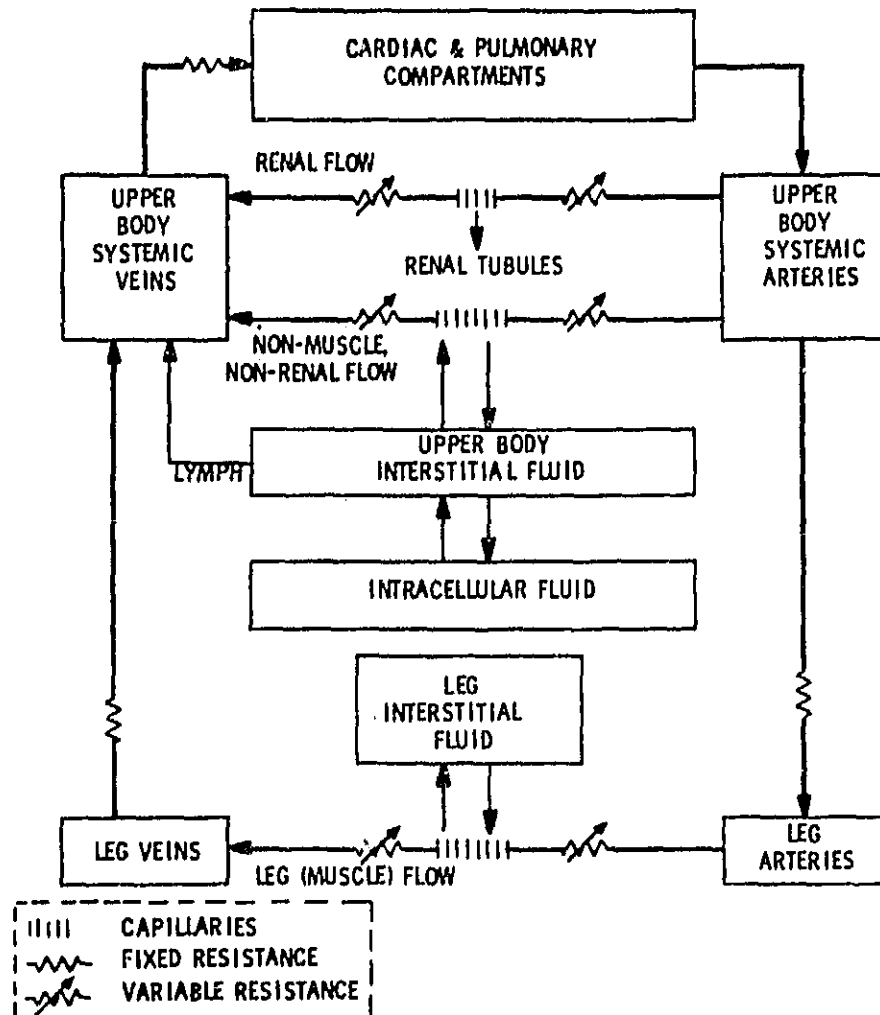 CARDIAC & PULMONARY
COMPARTMENTS
RENAL FLOW
UPPER
BODY
SYSTEMIC
VEINS
UPPER
BODY
SYSTEMIC
ARTERIES
RENAL TUBULES
NON-MUSCLE,
NON-RENAL FLOW
UPPER BODY
INTERSTITIAL FLUID
LYMPH
INTRACELLULAR FLUID
LEG
INTERSTITIAL
FLUID
LEG VEINS
LEG (MUSCLE) FLOW
LEG
ARTERIES
CAPILLARIES
FIXED RESISTANCE
VARIABLE RESISTANCE